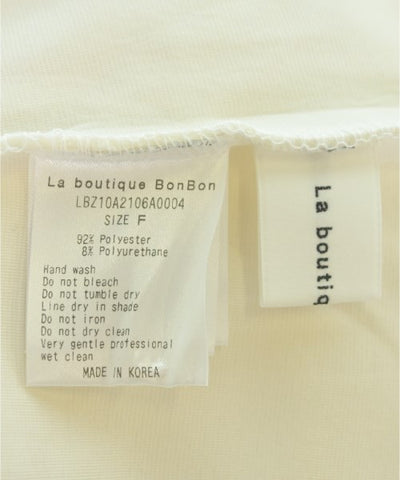 La boutique BonBon
LBZ10A2106A0004
SIZE F
92% Polyester
8% Polyurethane
Hand wash
Do not bleach
Do not tumble dry
Line dry in shade
Do not iron
Do not dry clean
Very gentle professional
wet clean
MADE IN KOREA
La boutiq